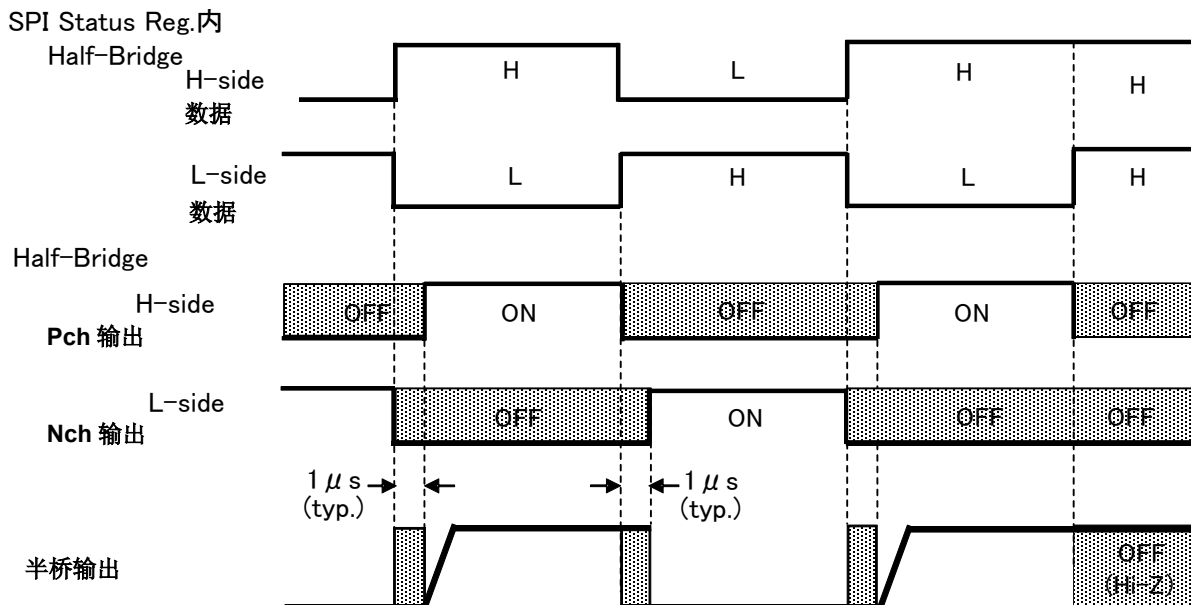 SPI Status Reg.内
Half-Bridge
H-side
数据
H
L
H
H
L-side
数据
L
H
L
H
Half-Bridge
H-side
Pch 输出
OFF
ON
OFF
ON
OFF
L-side
Nch 输出
OFF
ON
OFF
OFF
1μs
(typ.)
1μs
(typ.)
半桥输出
OFF
(Hi-Z)